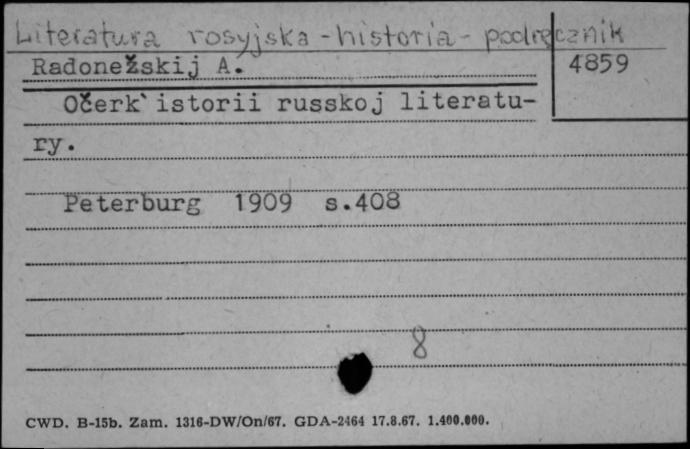 Literatura rosyjska - historia - podręcznik
Radonežskij A.
4859
Očerk`istorii russkoj literatu-
ry.
Peterburg 1909 s.408
8
CWD. B-15b. Zam. 1316-DW/On/67. GDA-2464 17.8.67. 1.400.000.